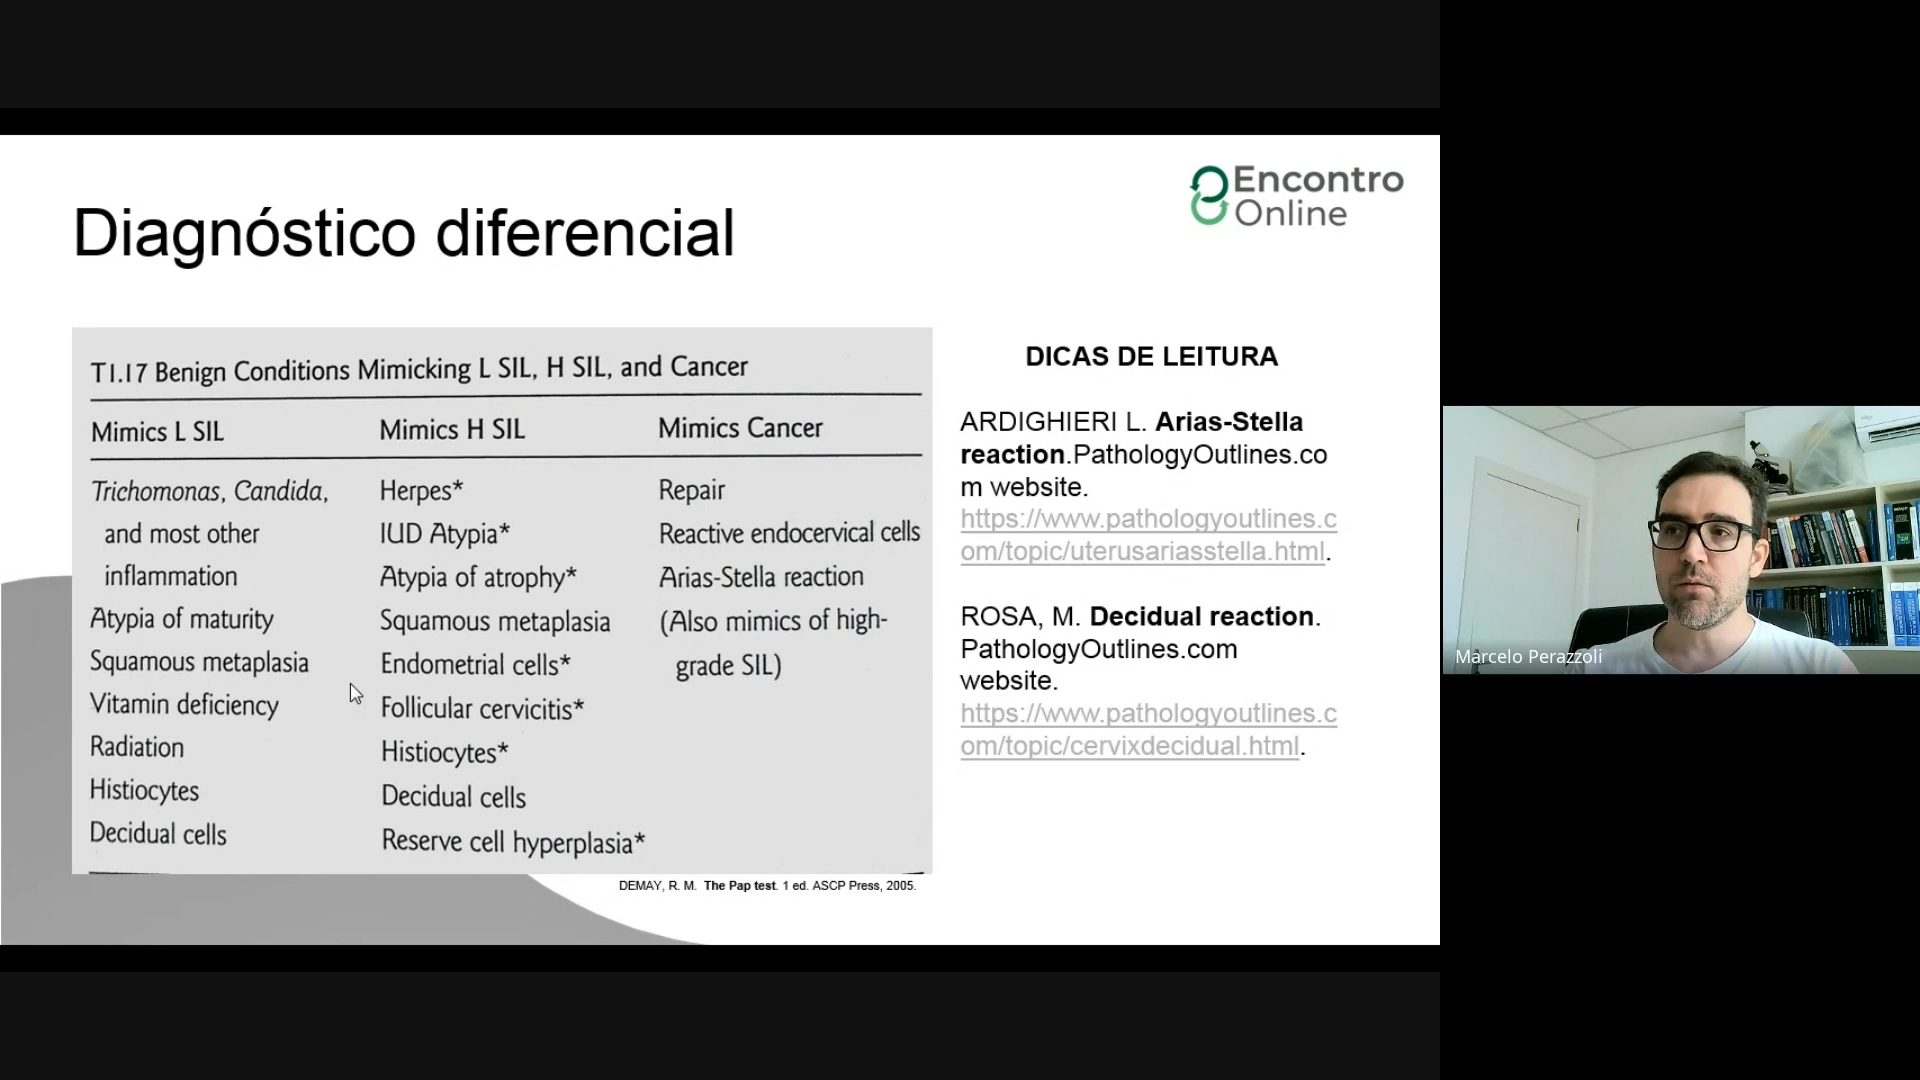 Encontro
Online
Diagnóstico diferencial
T1.17 Benign Conditions Mimicking L SIL, H SIL, and Cancer
Mimics L SIL
Trichomonas, Candida,
and most other
inflammation
Atypia of maturity
Squamous metaplasia
Vitamin deficiency
Radiation
Histiocytes
Decidual cells
Mimics H SIL
Herpes*
IUD Atypia*
Atypia of atrophy*
Squamous metaplasia
Endometrial cells*
Follicular cervicitis*
Histiocytes*
Decidual cells
Reserve cell hyperplasia*
Mimics Cancer
Repair
Reactive endocervical cells
Arias-Stella reaction
(Also mimics of high-
grade SIL)
DEMAY, R. M. The Pap test. 1 ed. ASCP Press, 2005.
DICAS DE LEITURA
ARDIGHIERI L. Arias-Stella
reaction.PathologyOutlines.co
m website.
https://www.pathologyoutlines.c
om/topic/uterusariasstella.html.
ROSA, M. Decidual reaction.
PathologyOutlines.com
website.
https://www.pathologyoutlines.c
om/topic/cervixdecidual.html.
Marcelo Perazzoli